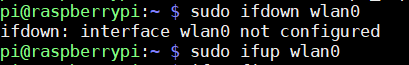 pi@raspberrypi:~ $ sudo ifdown wlan0
ifdown: interface wlan0 not configured
pi@raspberrypi:~ $ sudo ifup wlan0